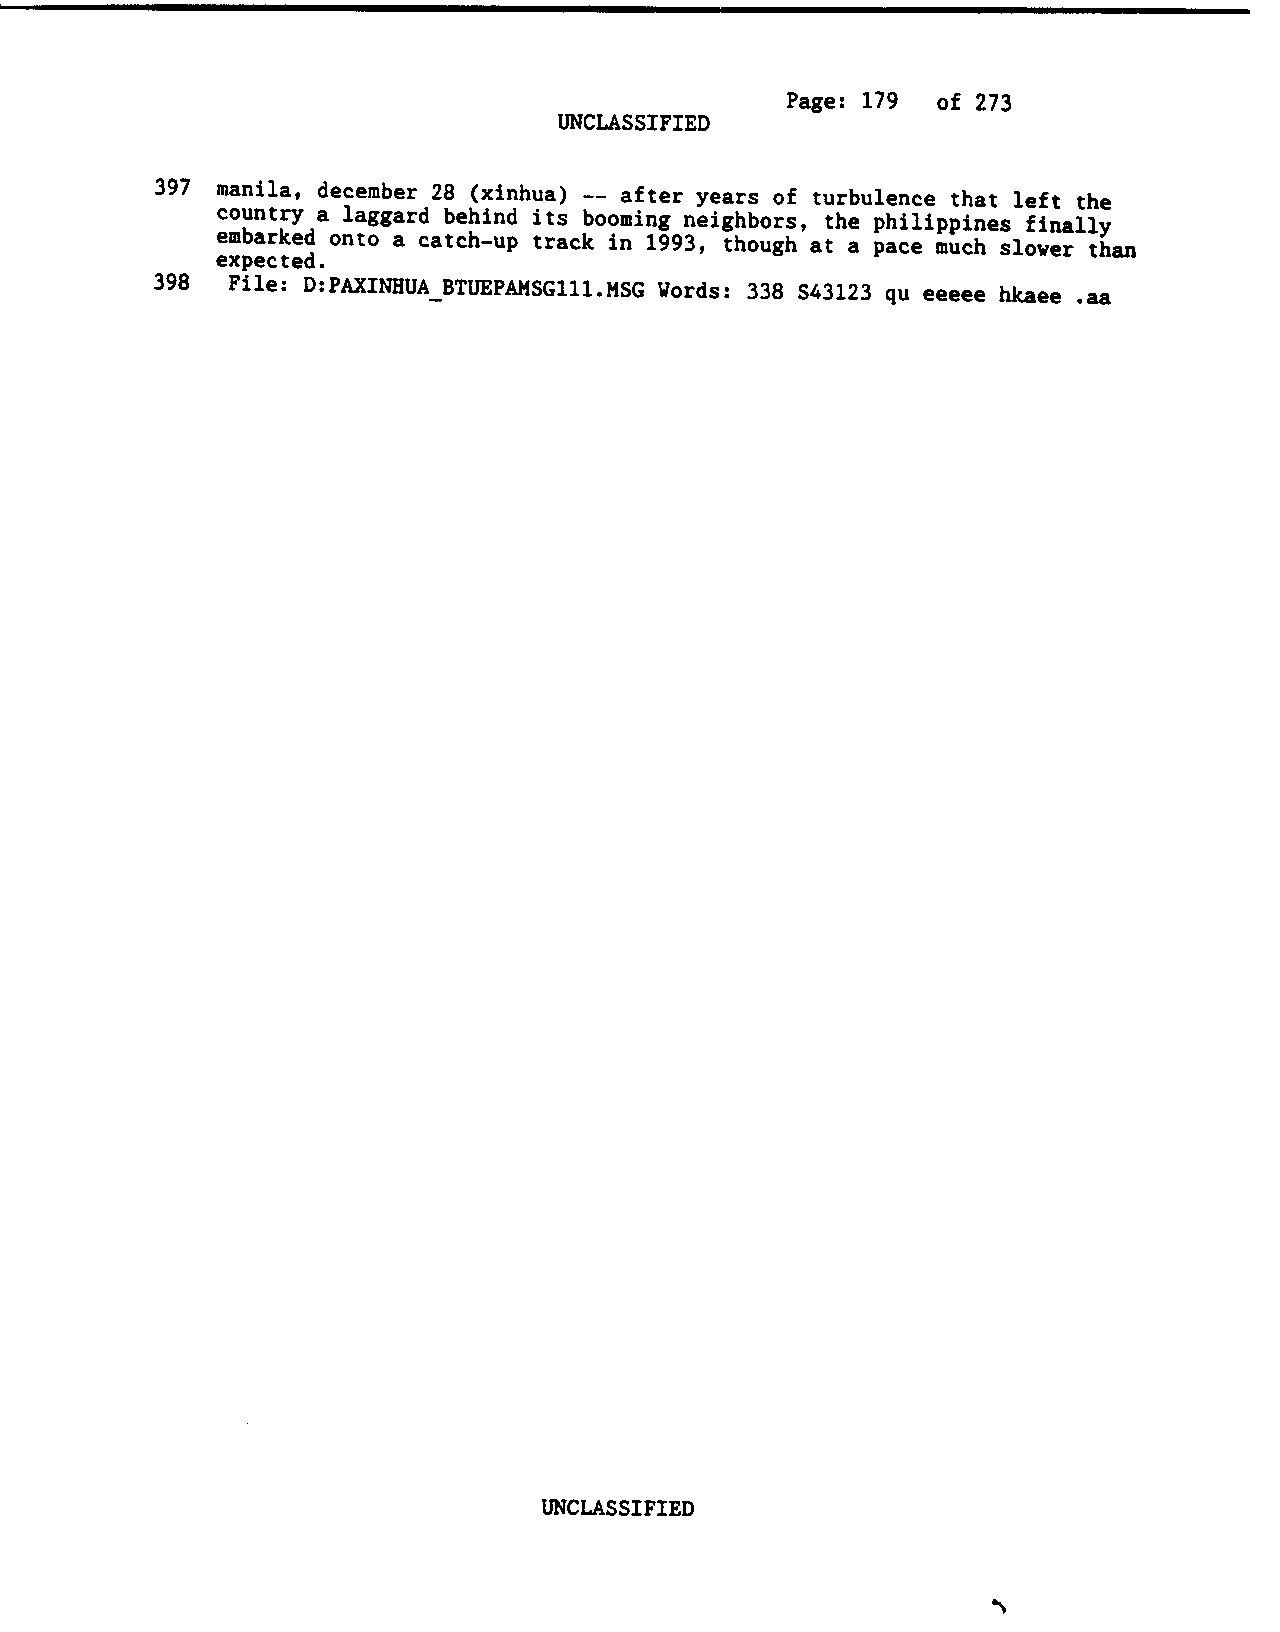 Page: 179 of 273
UNCLASSIFIED
397 manila, december 28 (xinhua) -- after years of turbulence that left the
country a laggard behind its booming neighbors, the philippines finally
embarked onto a catch-up track in 1993, though at a pace much slower than
expected.
398 File: D:PAXINHUA_BTUEPAMSG111.MSG Words: 338 S43123 qu eeeee hkaee .aa
UNCLASSIFIED